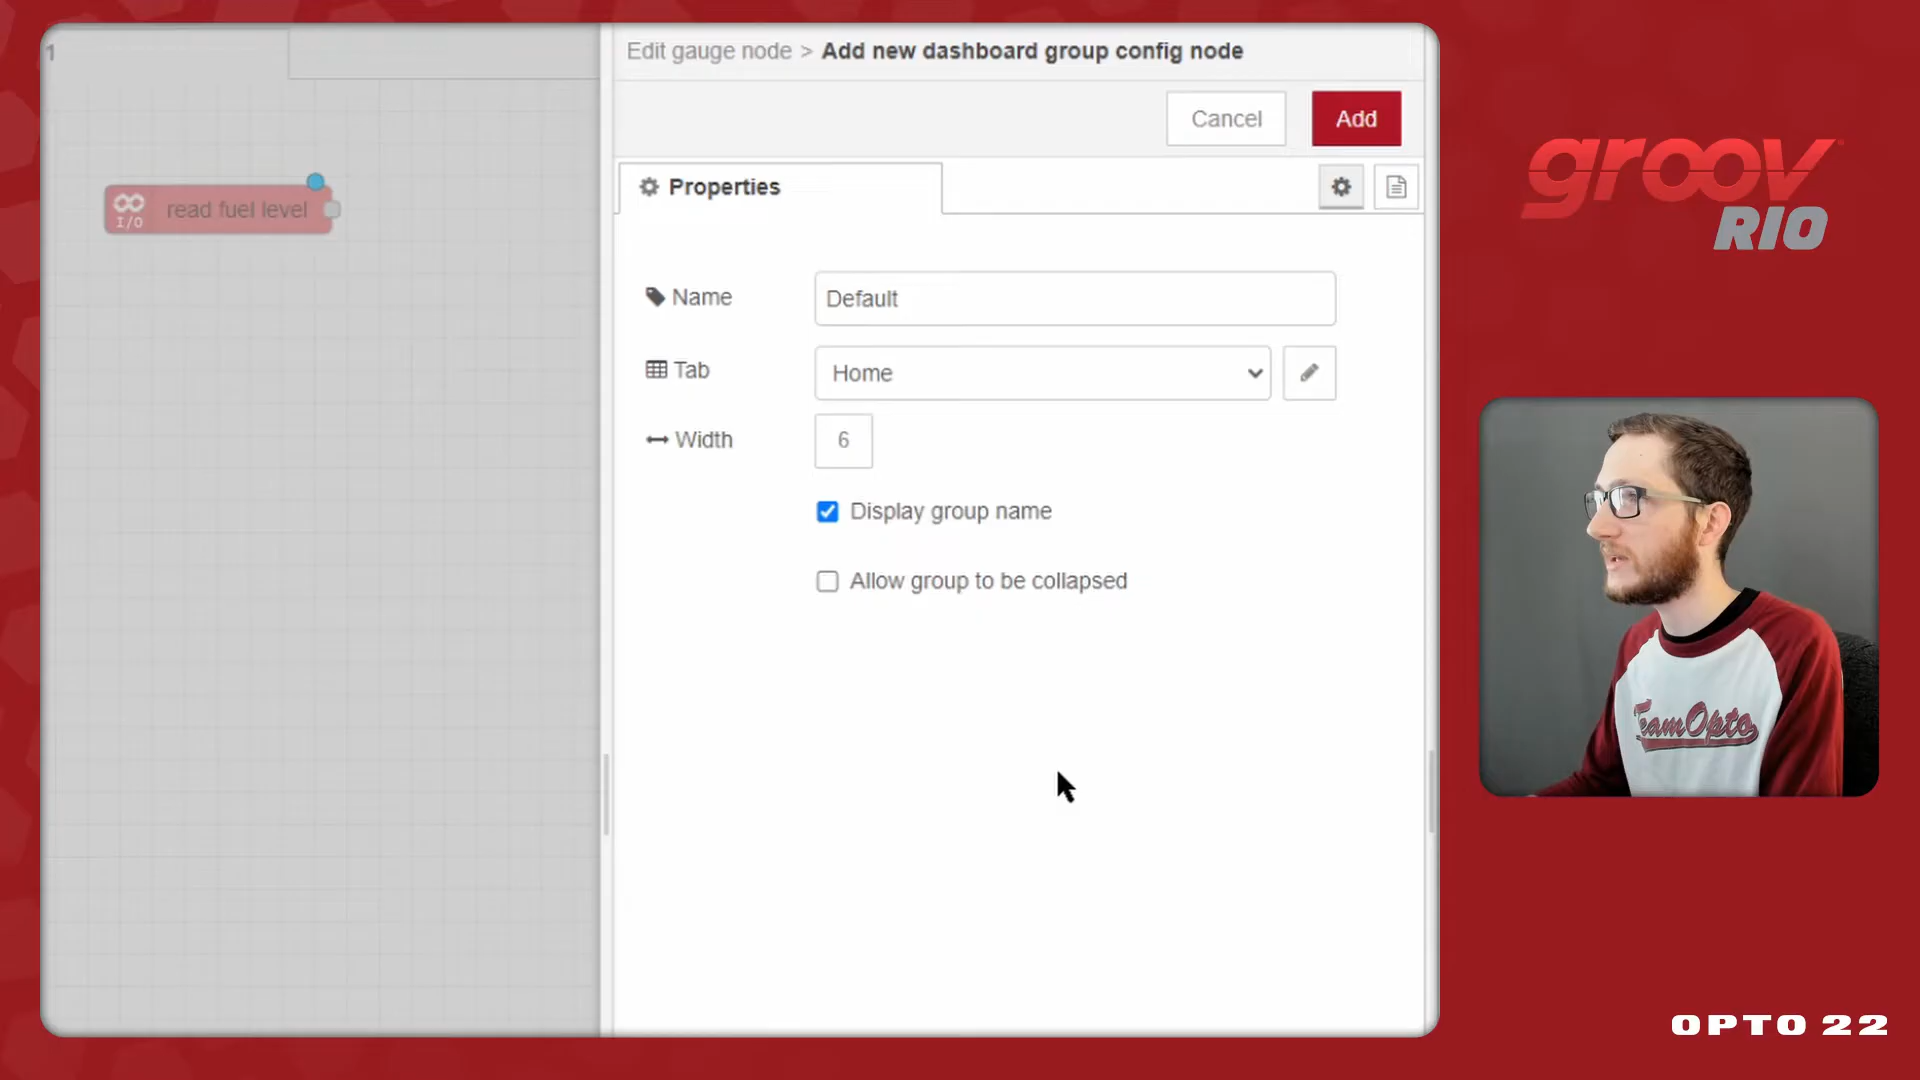 1
Edit gauge node > Add new dashboard group config node
Cancel
Add
Properties
read fuel level
I/O
Name
Default
Tab
Home
Width
6
Display group name
Allow group to be collapsed
groov
RIO
TeamOpto
OPTO 22